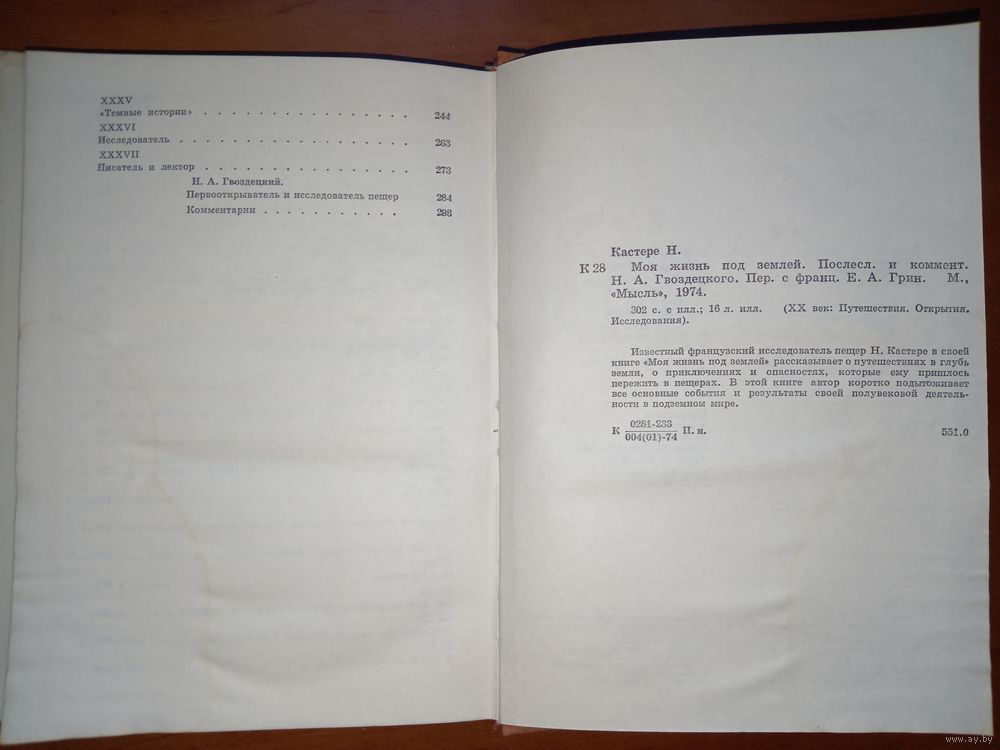 XXXV
«Темные истории» . . . . . . . . . . . . . . . . 244
XXXVI
Исследователь . . . . . . . . . . . . . . . . . . 263
XXXVII
Писатель и лектор . . . . . . . . . . . . . . . . 273
Н. А. Гвоздецкий.
Первооткрыватель и исследователь пещер 284
Комментарии . . . . . . . . . . . 298
Кастере Н.
К 28 Моя жизнь под землей. Послесл. и коммент.
Н. А. Гвоздецкого. Пер. с франц. Е. А. Грин. М.,
«Мысль», 1974.
302 с. с илл.; 16 л. илл. (XX век: Путешествия. Открытия.
Исследования).
Известный французский исследователь пещер Н. Кастере в своей
книге «Моя жизнь под землей» рассказывает о путешествиях в глубь
земли, о приключениях и опасностях, которые ему пришлось
пережить в пещерах. В этой книге автор коротко подытоживает
все основные события и результаты своей полувековой деятель-
ности в подземном мире.
К 0281-233
004(01)-74 П. и. 551.0
www.ay.by